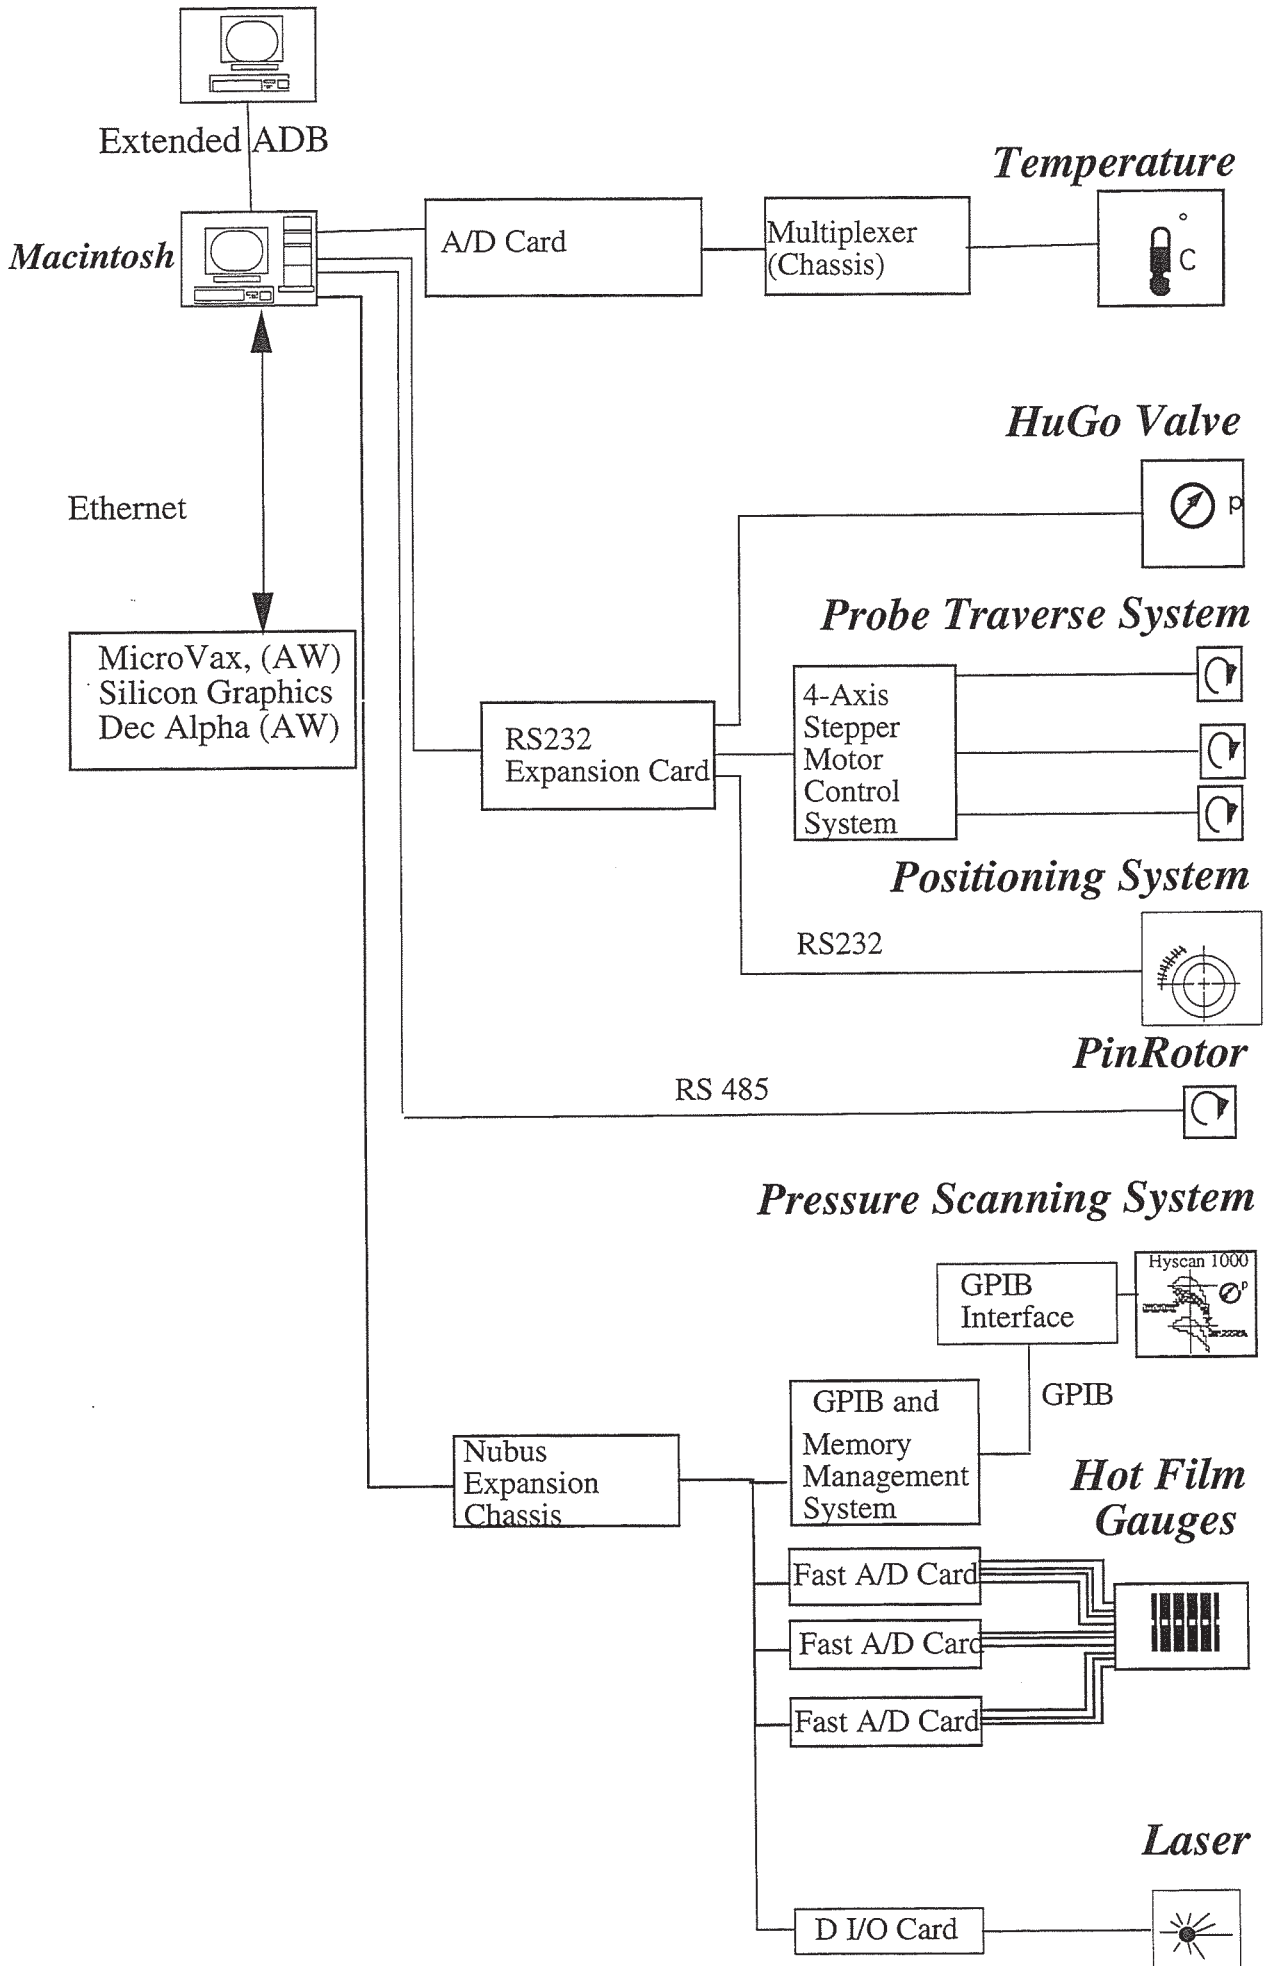 Extended ADB
Temperature
Macintosh
A/D Card
Multiplexer
(Chassis)
° C
HuGo Valve
p
Ethernet
Probe Traverse System
MicroVax, (AW)
Silicon Graphics
Dec Alpha (AW)
RS232
Expansion Card
4-Axis
Stepper
Motor
Control
System
Positioning System
RS232
PinRotor
RS 485
Pressure Scanning System
Hyscan 1000
p
GPIB
Interface
GPIB
GPIB and
Memory
Management
System
Nubus
Expansion
Chassis
Hot Film
Gauges
Fast A/D Card
Fast A/D Card
Fast A/D Card
Laser
D I/O Card